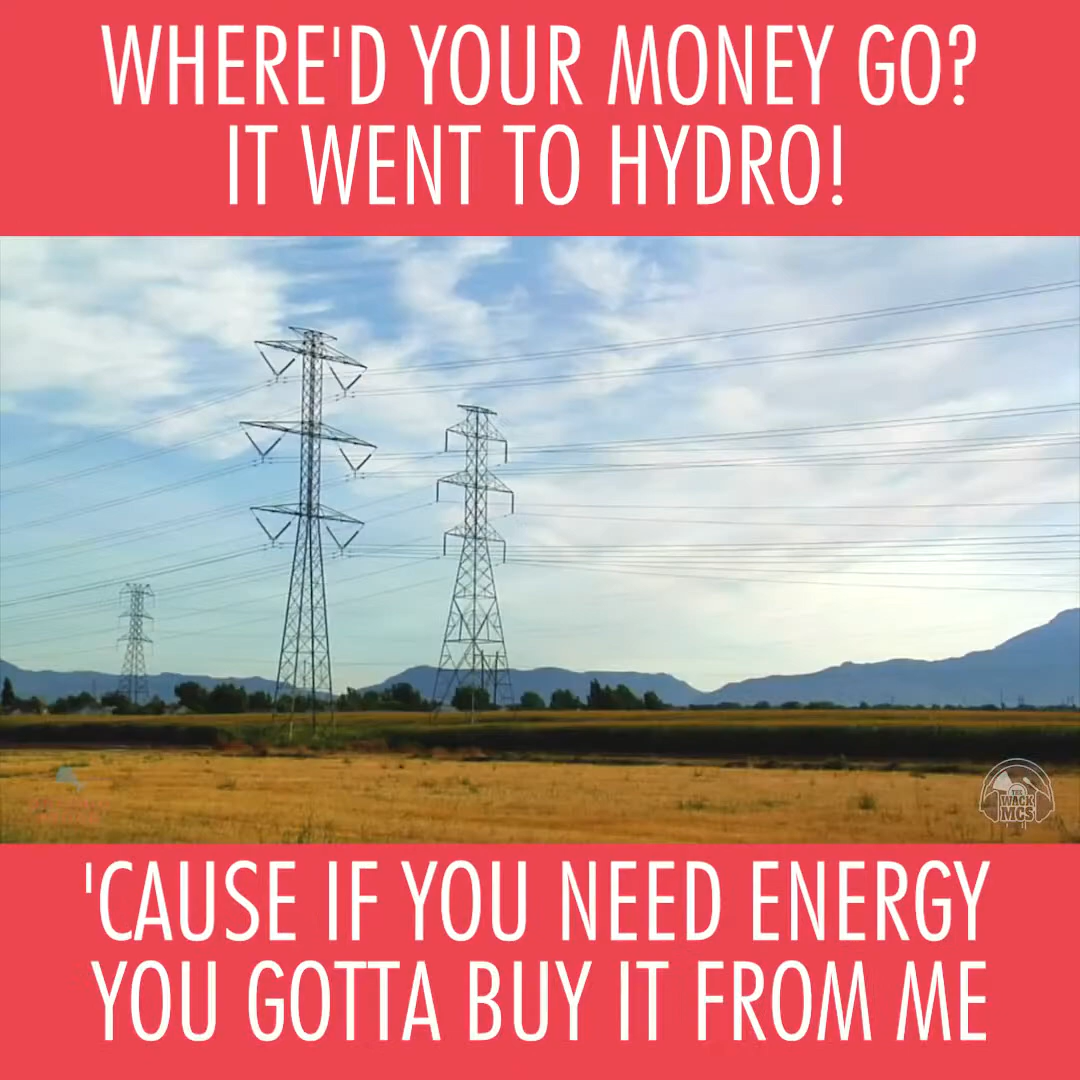 WHERE'D YOUR MONEY GO?
IT WENT TO HYDRO!
THE
WACK
MCS
'CAUSE IF YOU NEED ENERGY
YOU GOTTA BUY IT FROM ME